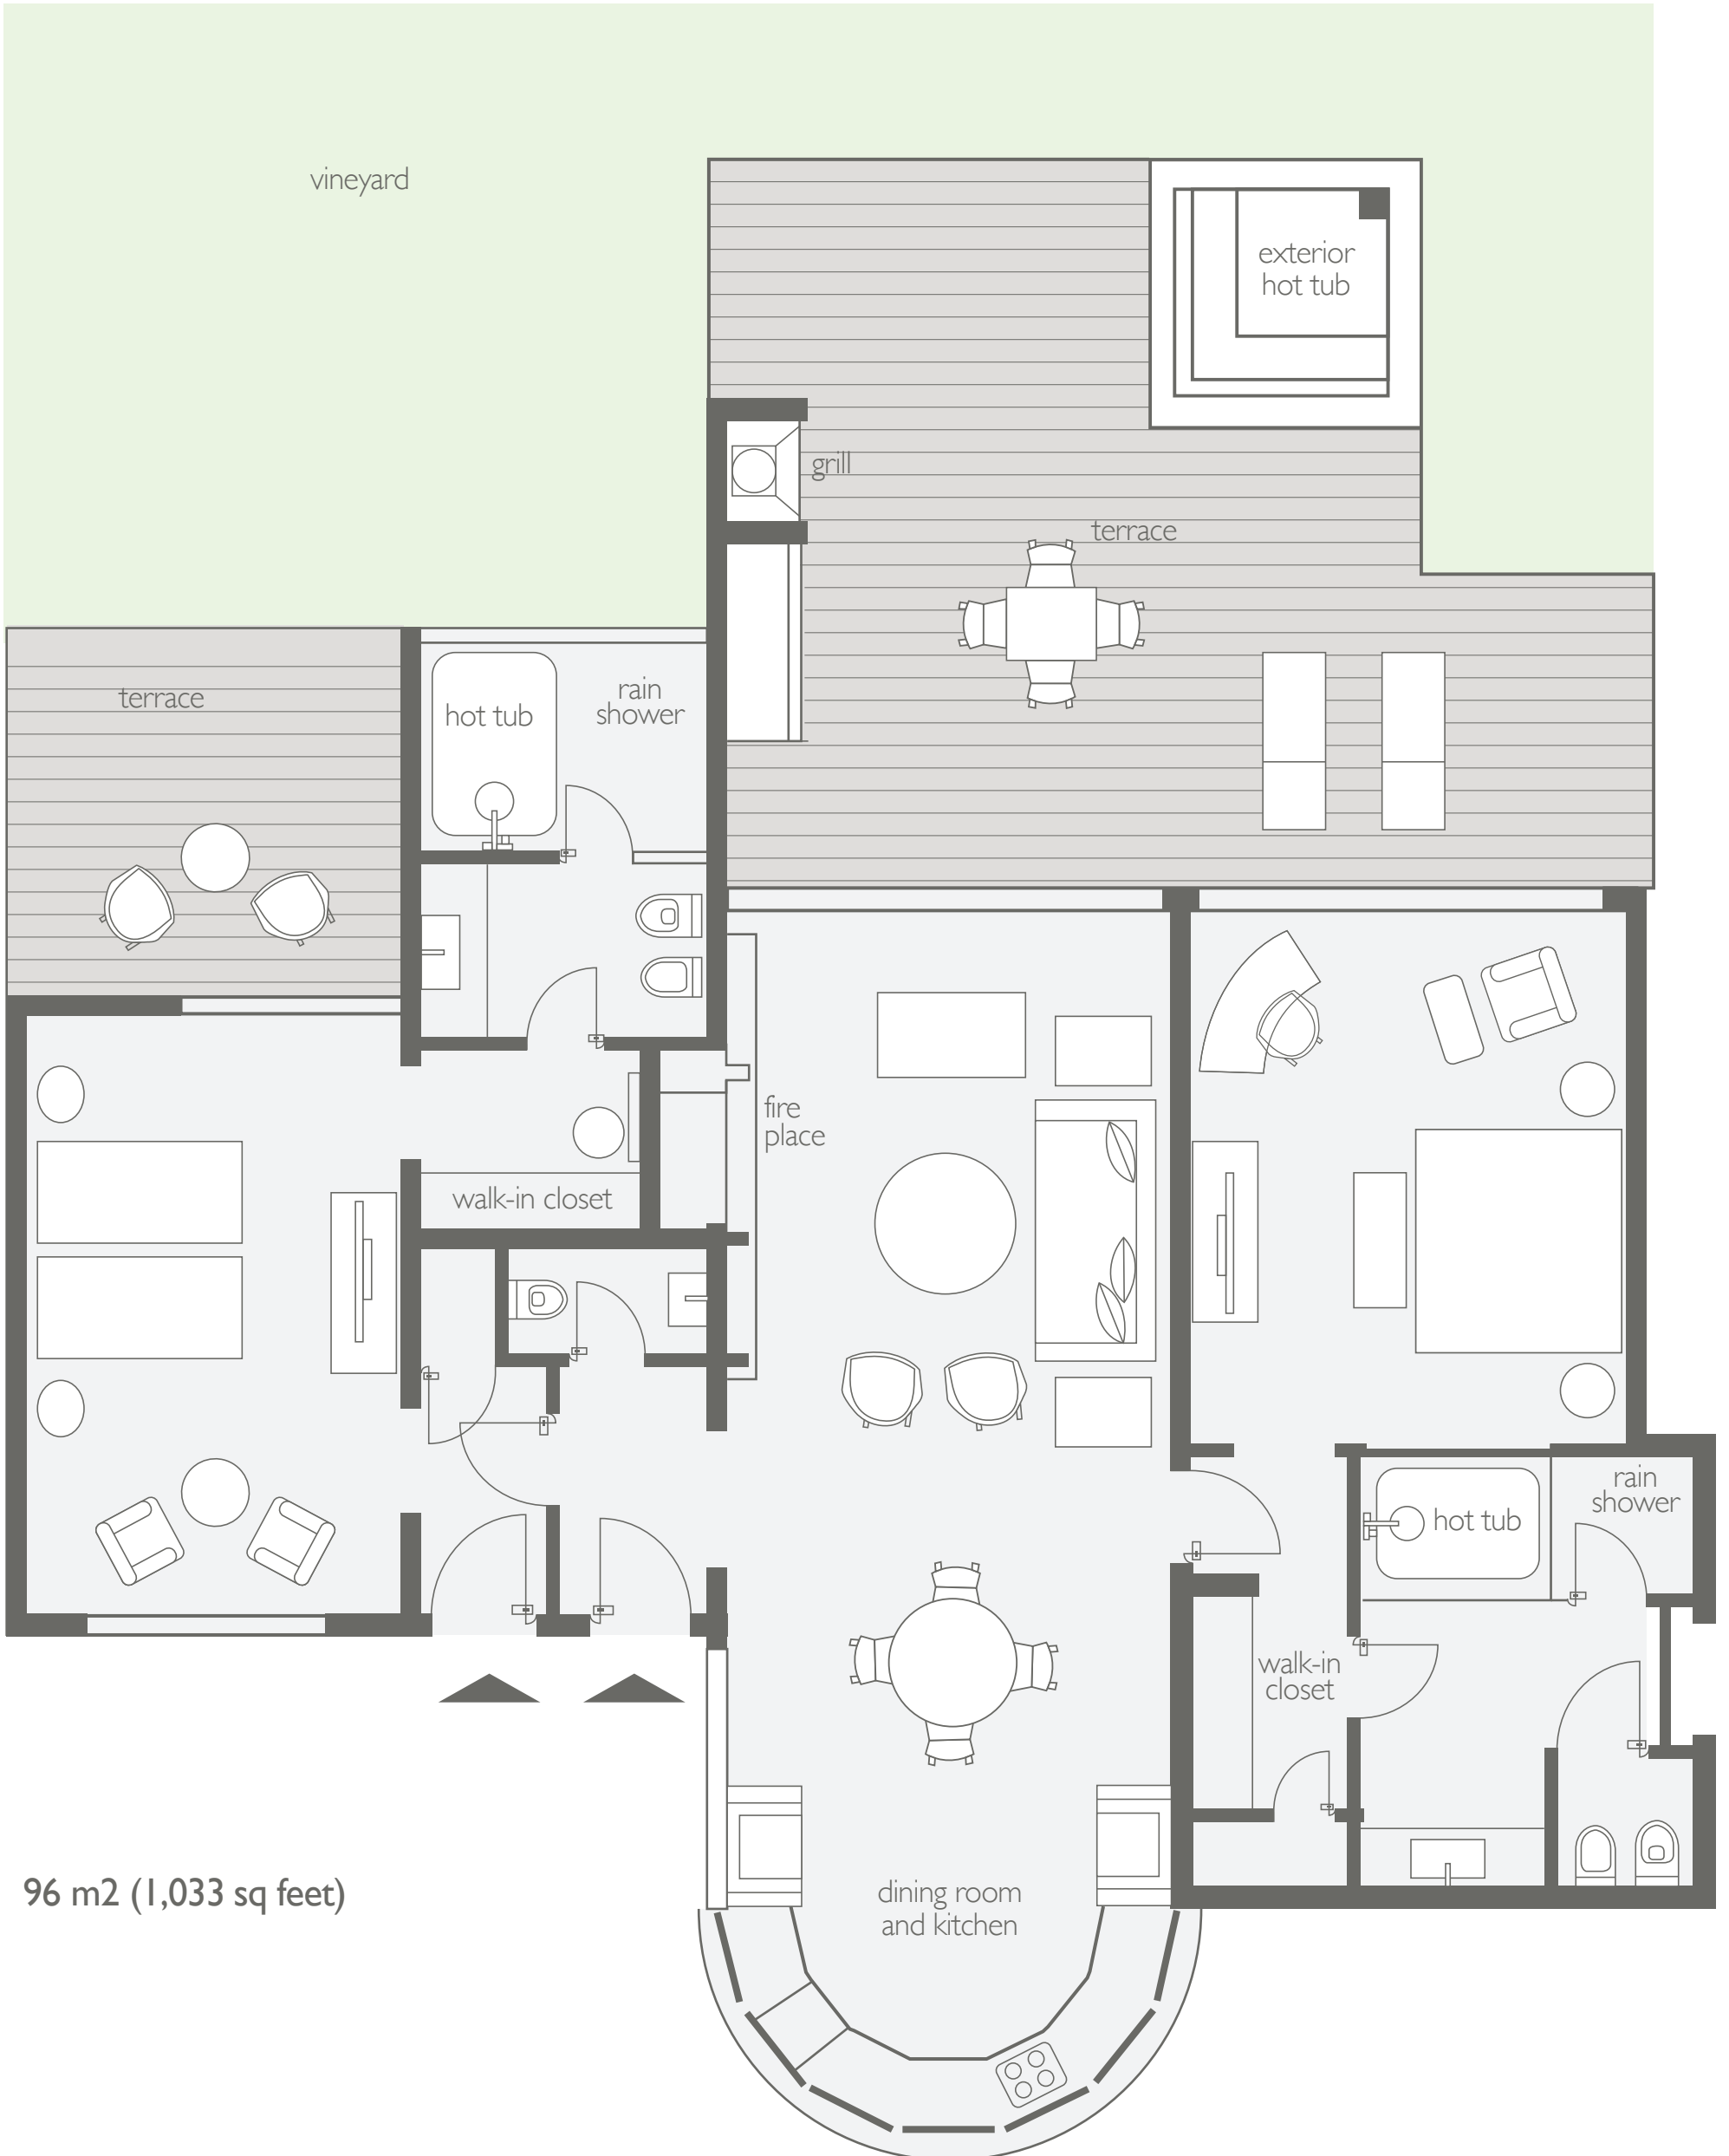 vineyard
exterior
hot tub
grill
terrace
terrace
hot tub
rain
shower
fire
place
walk-in closet
rain
shower
hot tub
walk-in
closet
dining room
and kitchen
96 m2 (1,033 sq feet)